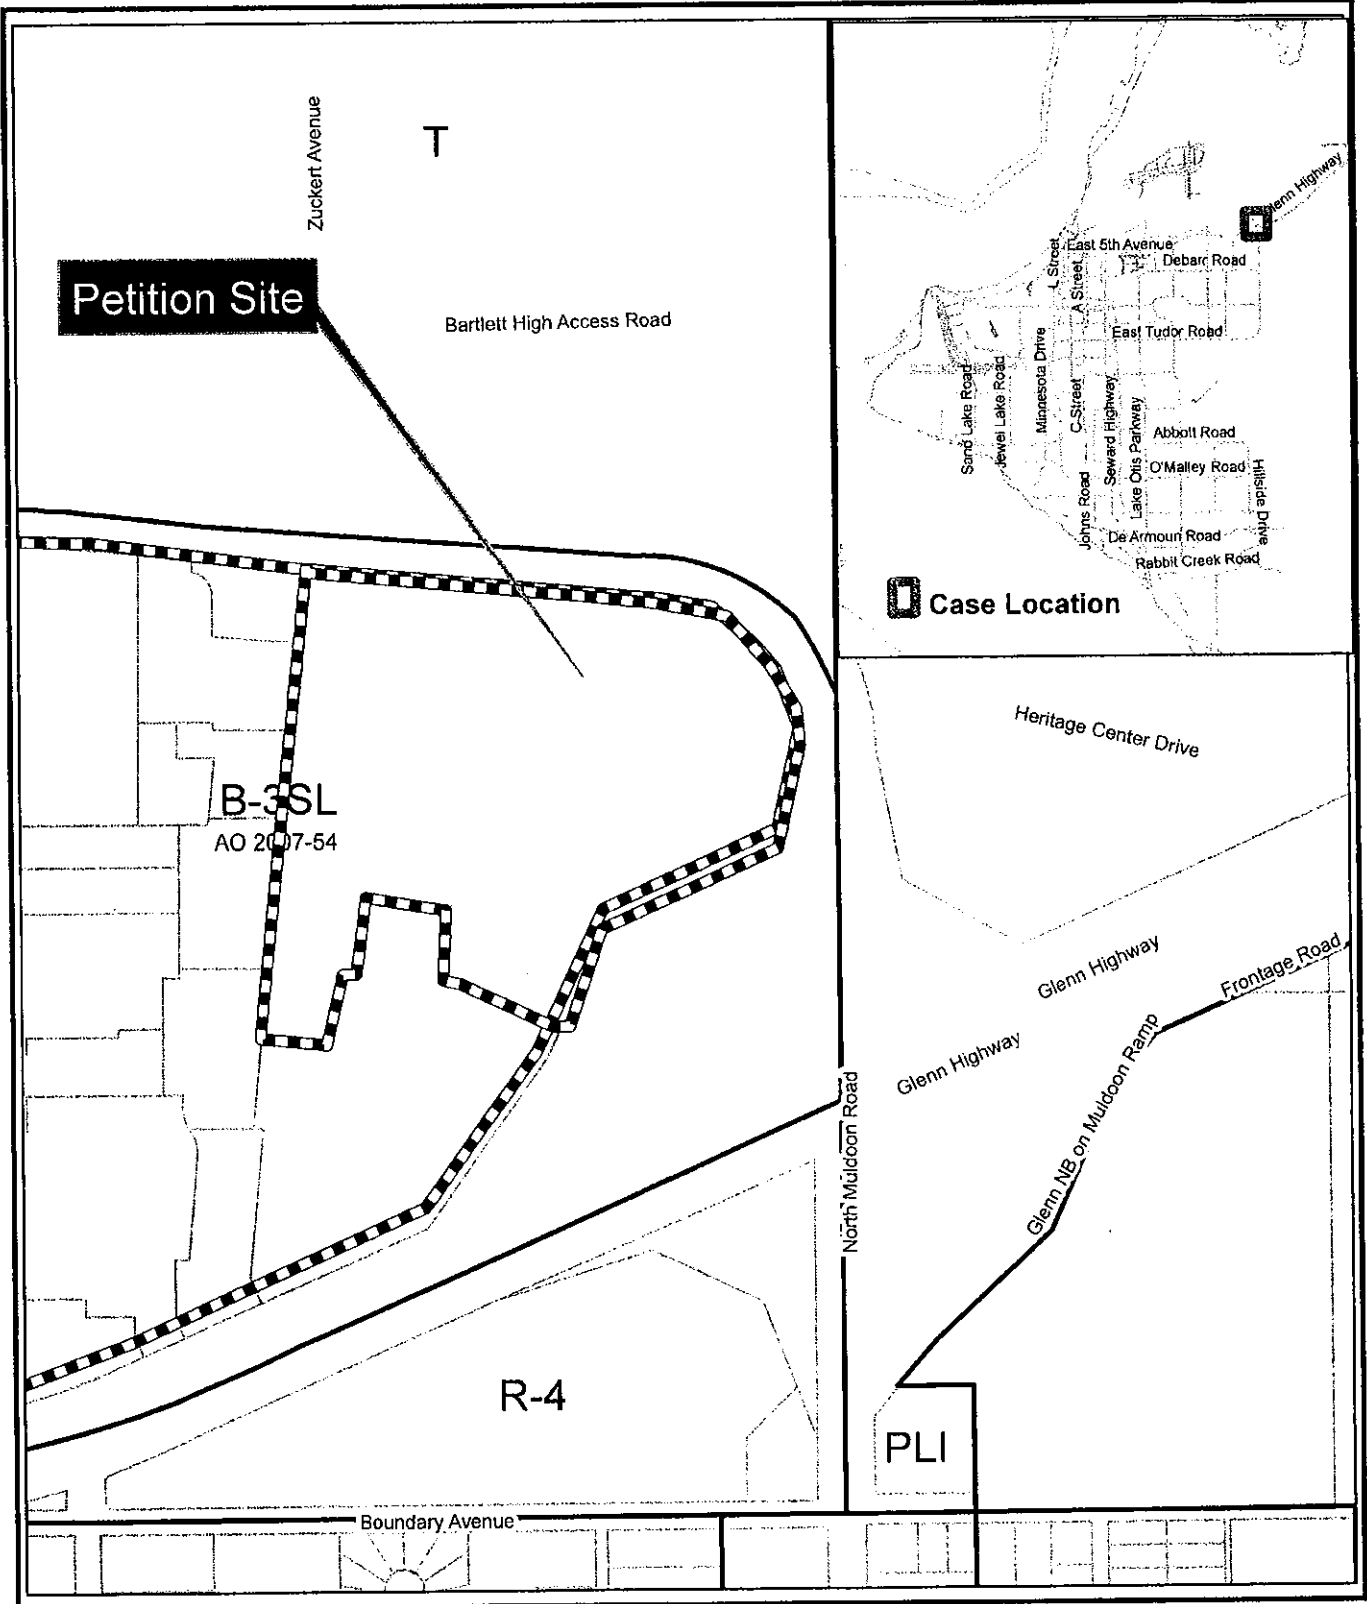 Zuckert Avenue
T
Petition Site
Bartlett High Access Road
B-3SL
AO 2007-54
R-4
Boundary Avenue
Glenn Highway
East 5th Avenue
Debarr Road
L Street
A Street
East Tudor Road
Minnesota Drive
Sand Lake Road
Jewel Lake Road
C Street
Seward Highway
Lake Otis Parkway
Abbott Road
O'Malley Road
Hillside Drive
Johns Road
De Armoun Road
Rabbit Creek Road
Case Location
Heritage Center Drive
Glenn Highway
Glenn Highway
Frontage Road
Glenn NB on Muldoon Ramp
North Muldoon Road
PLI